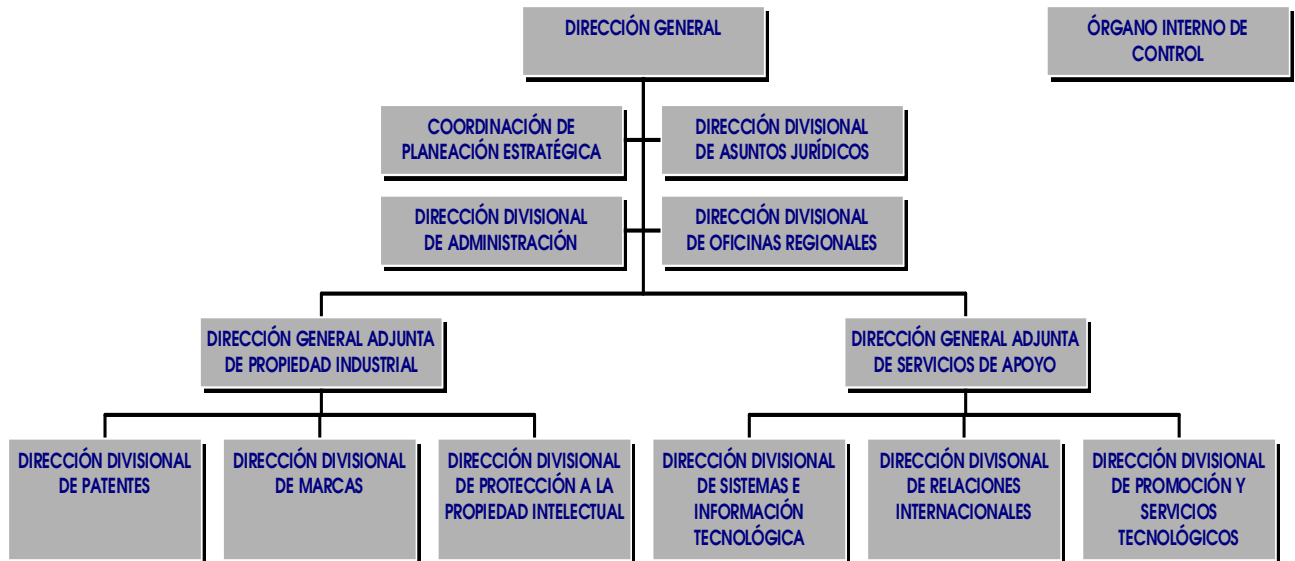 DIRECCIÓN GENERAL
ÓRGANO INTERNO DE
CONTROL
COORDINACIÓN DE
PLANEACIÓN ESTRATÉGICA
DIRECCIÓN DIVISIONAL
DE ASUNTOS JURÍDICOS
DIRECCIÓN DIVISIONAL
DE ADMINISTRACIÓN
DIRECCIÓN DIVISIONAL
DE OFICINAS REGIONALES
DIRECCIÓN GENERAL ADJUNTA
DE PROPIEDAD INDUSTRIAL
DIRECCIÓN GENERAL ADJUNTA
DE SERVICIOS DE APOYO
DIRECCIÓN DIVISIONAL
DE PATENTES
DIRECCIÓN DIVISIONAL
DE MARCAS
DIRECCIÓN DIVISIONAL
DE PROTECCIÓN A LA
PROPIEDAD INTELECTUAL
DIRECCIÓN DIVISIONAL
DE SISTEMAS E
INFORMACIÓN
TECNOLÓGICA
DIRECCIÓN DIVISONAL
DE RELACIONES
INTERNACIONALES
DIRECCIÓN DIVISIONAL
DE PROMOCIÓN Y
SERVICIOS
TECNOLÓGICOS